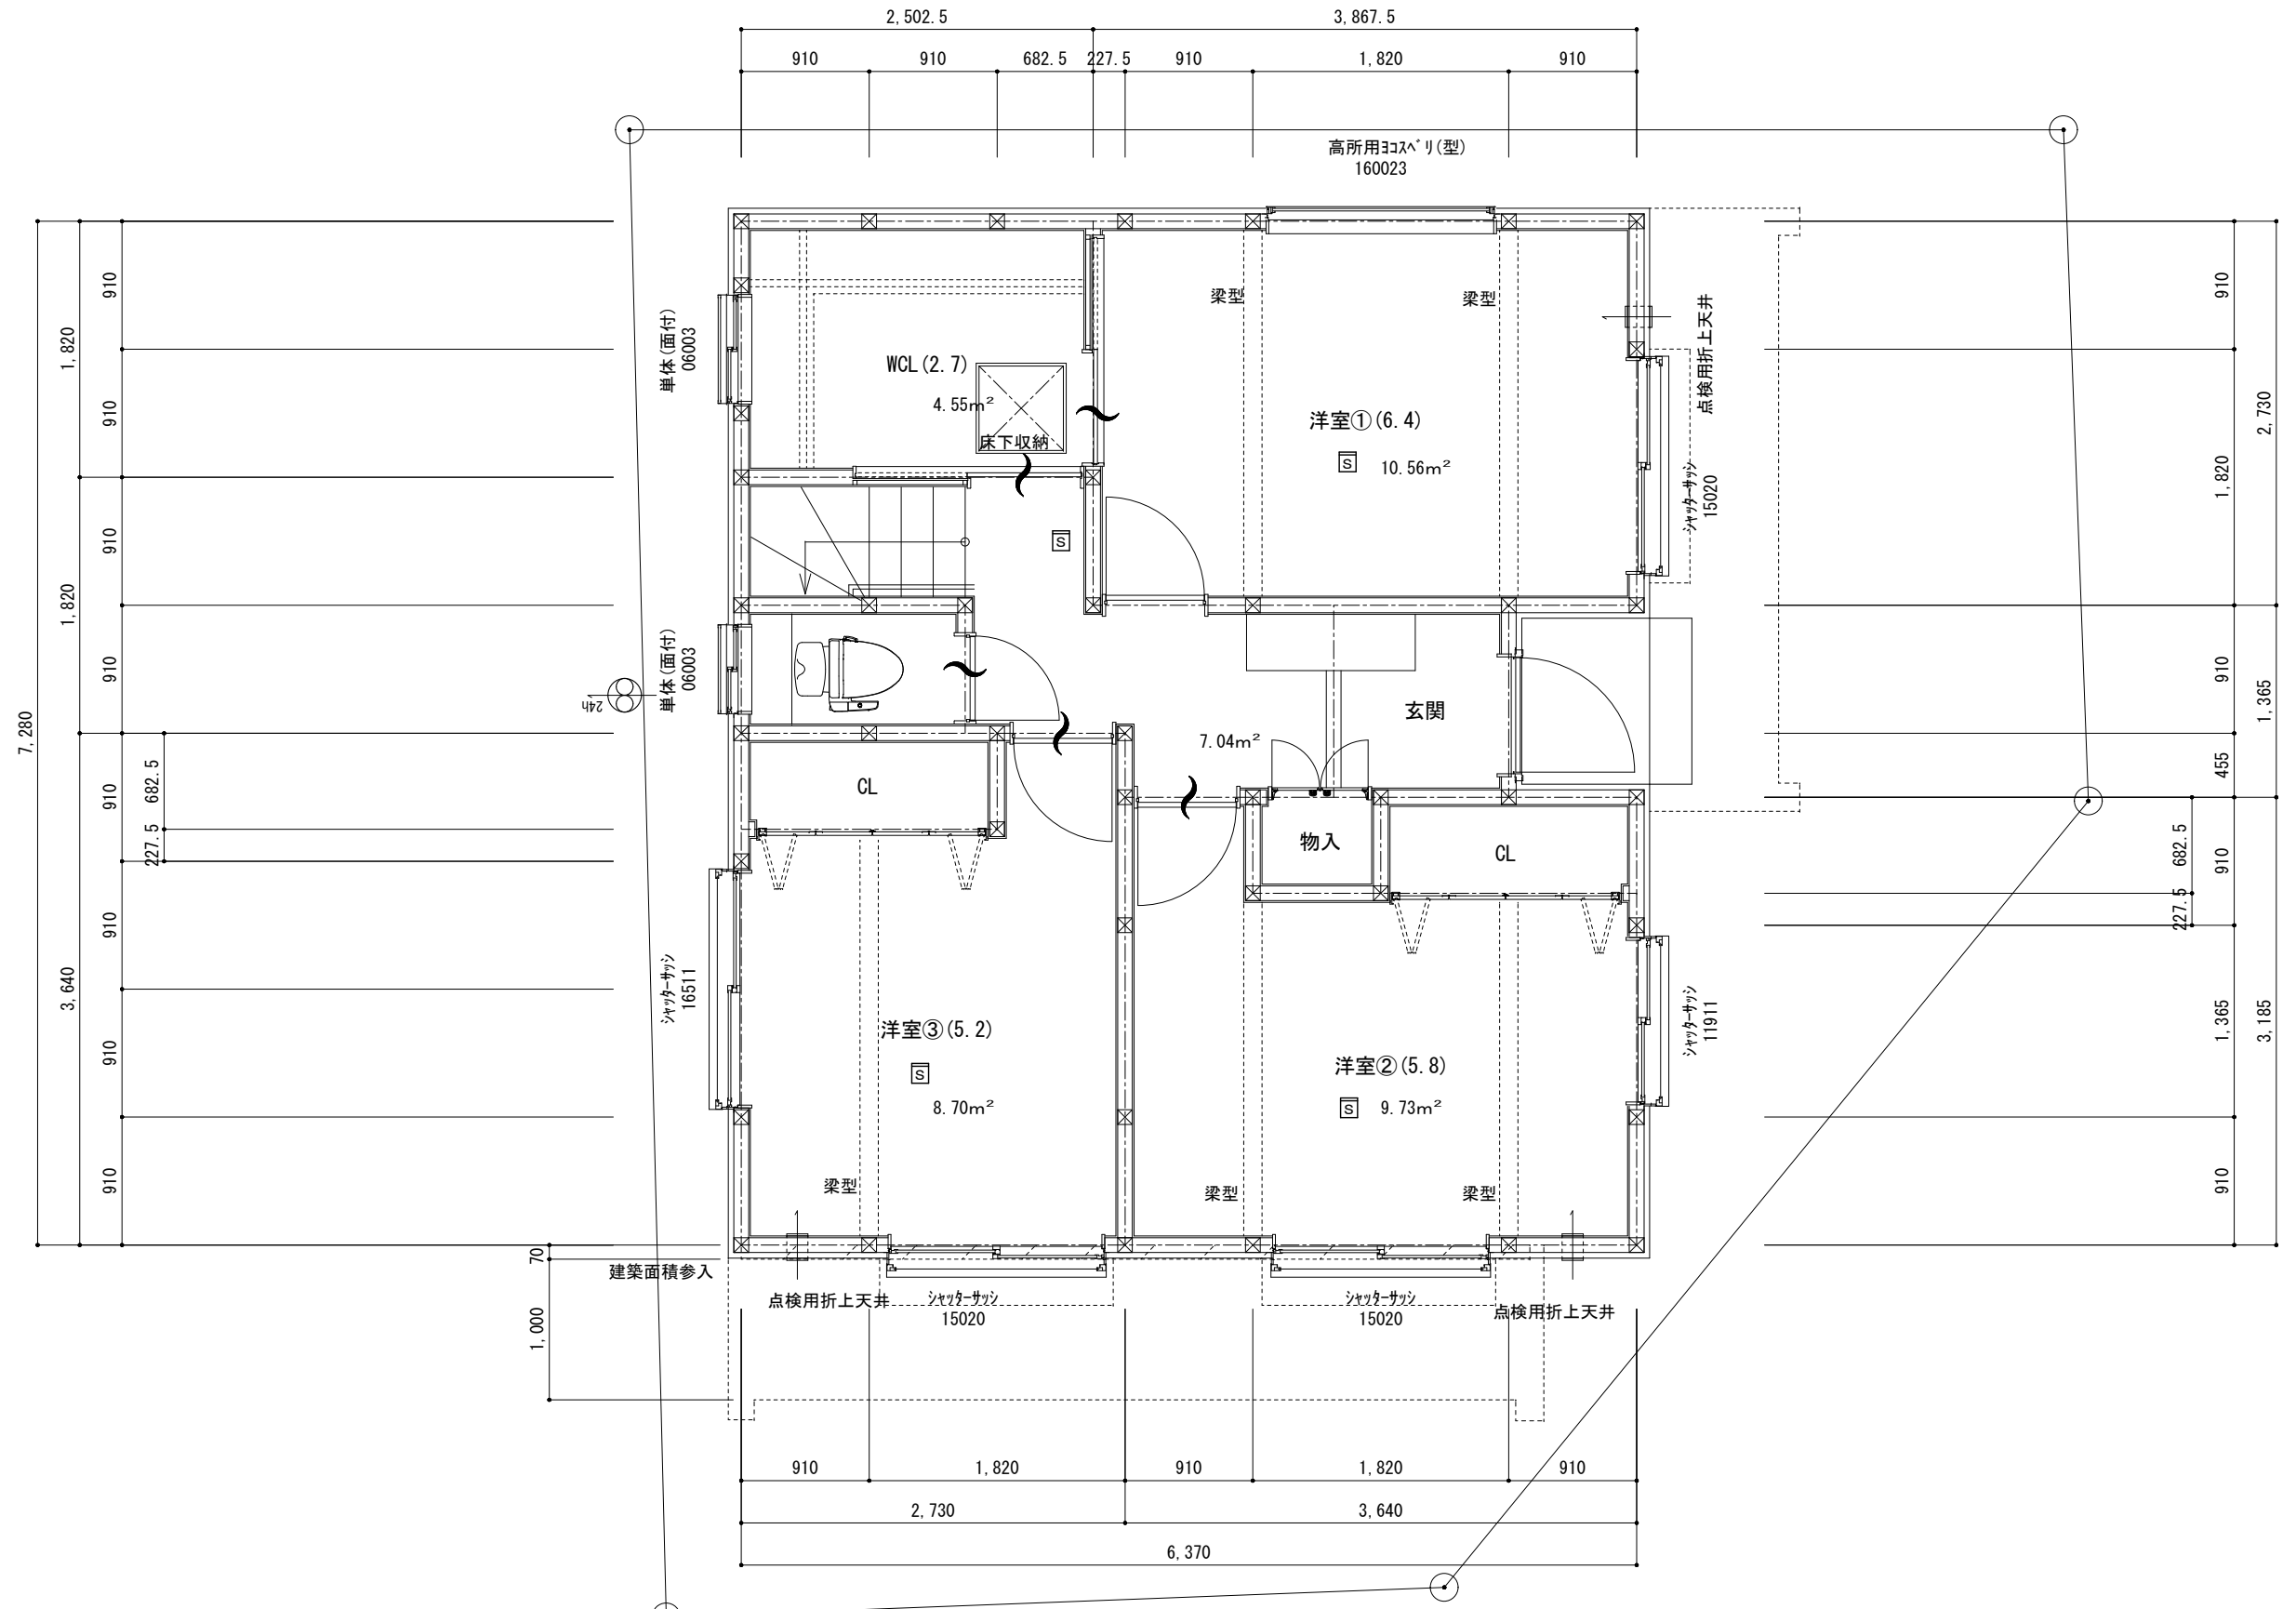 2,502.5
3,867.5
910
910
682.5
227.5
910
1,820
910
高所用ﾖｺｽﾍﾞﾘ(型)
160023
910
1,820
910
910
1,820
910
7,280
910
682.5
227.5
910
3,640
910
910
70
1,000
単体(面付)
06003
単体(面付)
06003
24h
ｼｬｯﾀｰｻｯｼ
16511
WCL(2.7)
4.55m²
床下収納
梁型
梁型
洋室①(6.4)
S
10.56m²
S
点検用折上天井
ｼｬｯﾀｰｻｯｼ
15020
玄関
7.04m²
CL
物入
CL
洋室③(5.2)
S
8.70m²
梁型
洋室②(5.8)
S
9.73m²
梁型
梁型
ｼｬｯﾀｰｻｯｼ
11911
建築面積参入
点検用折上天井
ｼｬｯﾀｰｻｯｼ
15020
ｼｬｯﾀｰｻｯｼ
15020
点検用折上天井
910
2,730
1,820
910
1,365
455
682.5
910
227.5
1,365
3,185
910
910
1,820
910
1,820
910
2,730
3,640
6,370